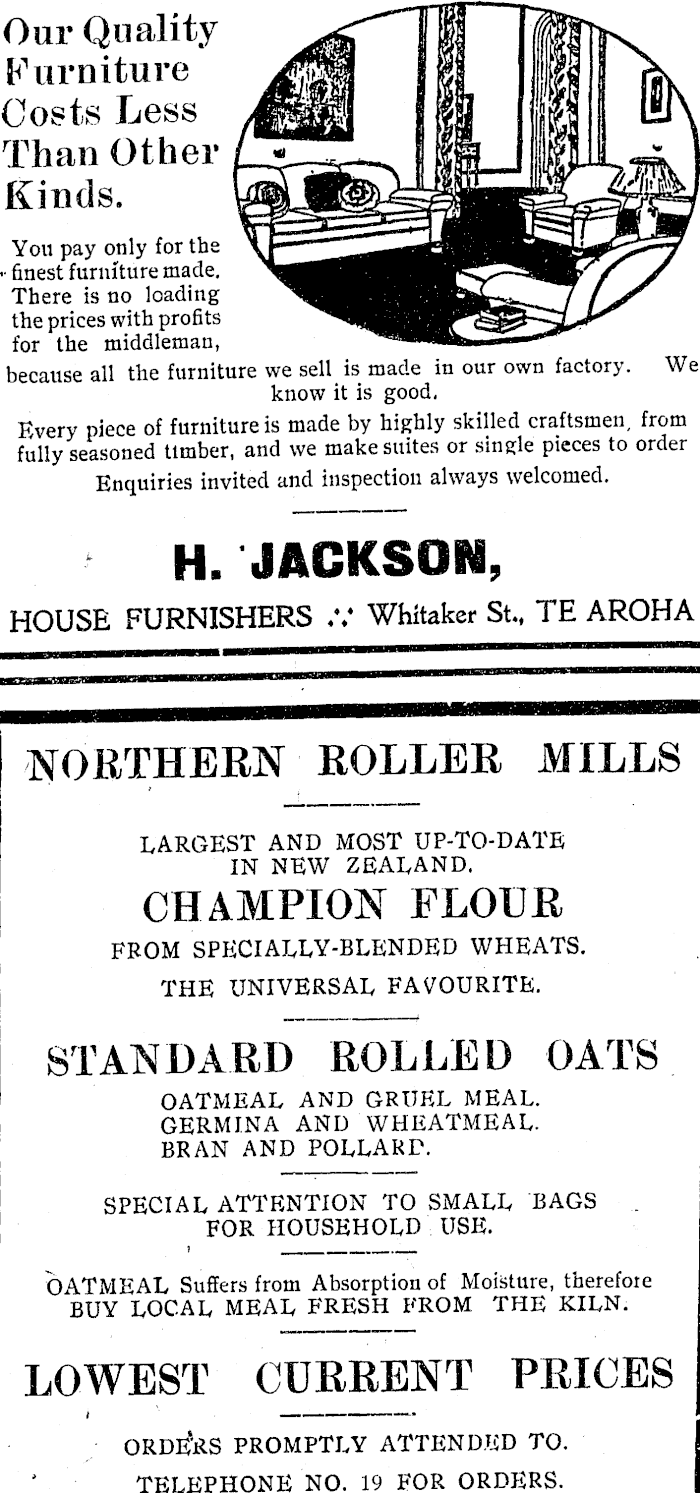 Our Quality
Furniture
Costs Less
Than Other
Kinds.
You pay only for the
finest furniture made.
There is no loading
the prices with profits
for the middleman,
because all the furniture we sell is made in our own factory. We
know it is good.
Every piece of furniture is made by highly skilled craftsmen, from
fully seasoned timber, and we make suites or single pieces to order
Enquiries invited and inspection always welcomed.
H. JACKSON,
HOUSE FURNISHERS ∴ Whitaker St., TE AROHA
NORTHERN ROLLER MILLS
LARGEST AND MOST UP-TO-DATE
IN NEW ZEALAND.
CHAMPION FLOUR
FROM SPECIALLY-BLENDED WHEATS.
THE UNIVERSAL FAVOURITE.
STANDARD ROLLED OATS
OATMEAL AND GRUEL MEAL.
GERMINA AND WHEATMEAL.
BRAN AND POLLARD.
SPECIAL ATTENTION TO SMALL BAGS
FOR HOUSEHOLD USE.
OATMEAL Suffers from Absorption of Moisture, therefore
BUY LOCAL MEAL FRESH FROM THE KILN.
LOWEST CURRENT PRICES
ORDERS PROMPTLY ATTENDED TO.
TELEPHONE NO. 19 FOR ORDERS.